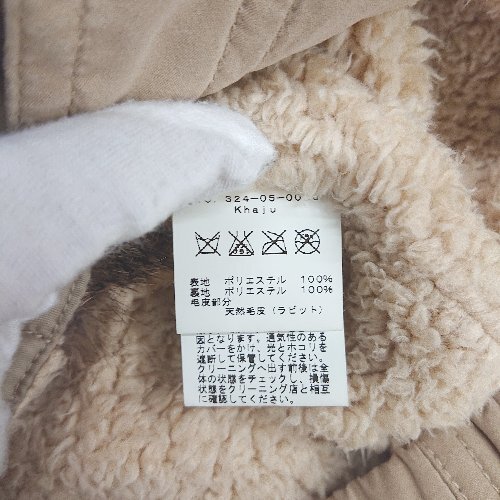 324-05-00
Khaju
表地 ポリエステル 100%
裏地 ポリエステル 100%
毛皮部分
天然毛皮(ラビット)
因となります。通気性のある
カバーをかけ、光とホコリを
遮断して保管してください。
クリーニングへ出す前後は全
体の状態をチェックし、損傷
の状態をクリーニング店と相互
に確認してください。